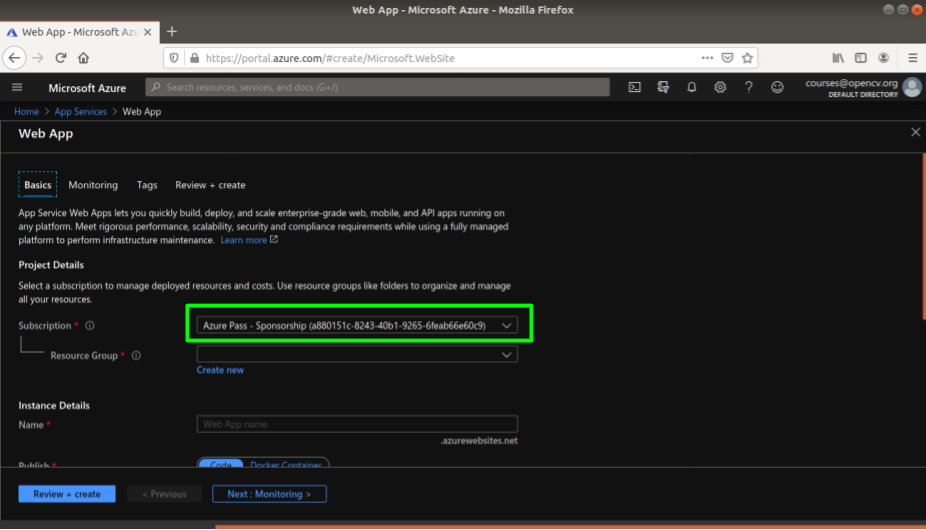 Web App - Microsoft Azure - Mozilla Firefox
Web App - Microsoft Azu
https://portal.azure.com/#create/Microsoft.WebSite
Microsoft Azure
Search resources, services, and docs (G+/)
courses@opencv.org
DEFAULT DIRECTORY
Home > App Services > Web App
Web App
Basics Monitoring Tags Review + create
App Service Web Apps lets you quickly build, deploy, and scale enterprise-grade web, mobile, and API apps running on
any platform. Meet rigorous performance, scalability, security and compliance requirements while using a fully managed
platform to perform infrastructure maintenance. Learn more
Project Details
Select a subscription to manage deployed resources and costs. Use resource groups like folders to organize and manage
all your resources.
Subscription *
Azure Pass - Sponsorship (a880151c-8243-40b1-9265-6feab66e60c9)
Resource Group *
Create new
Instance Details
Name *
Web App name.
.azurewebsites.net
Publish *
Code Docker Container
Review + create
< Previous
Next : Monitoring >